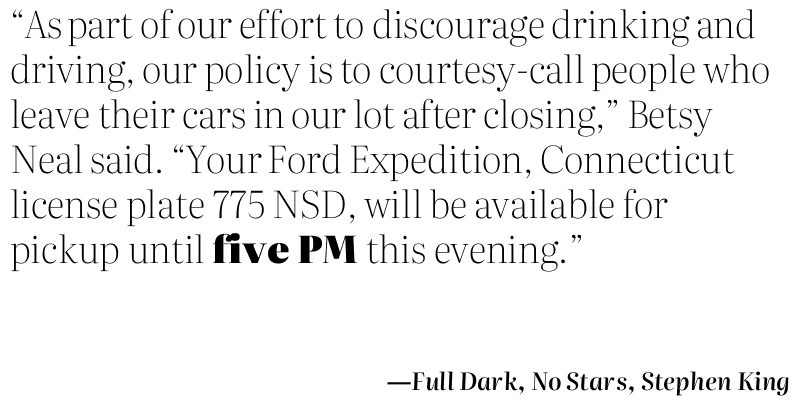 “As part of our effort to discourage drinking and
driving, our policy is to courtesy-call people who
leave their cars in our lot after closing,” Betsy
Neal said. “Your Ford Expedition, Connecticut
license plate 775 NSD, will be available for
pickup until five PM this evening.”
—Full Dark, No Stars, Stephen King